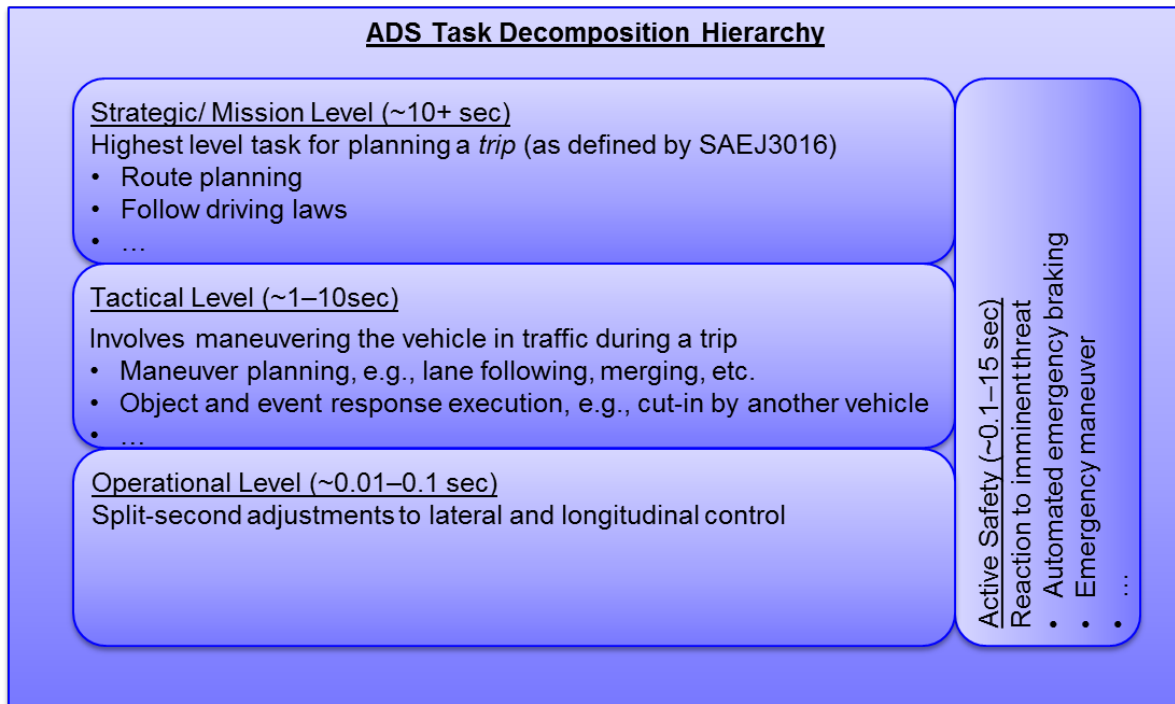 ADS Task Decomposition Hierarchy
Strategic/ Mission Level (~10+ sec)
Highest level task for planning a trip (as defined by SAEJ3016)
• Route planning
• Follow driving laws
• …
Tactical Level (~1–10sec)
Involves maneuvering the vehicle in traffic during a trip
• Maneuver planning, e.g., lane following, merging, etc.
• Object and event response execution, e.g., cut-in by another vehicle
• …
Operational Level (~0.01–0.1 sec)
Split-second adjustments to lateral and longitudinal control
Active Safety (~0.1–15 sec)
Reaction to imminent threat
• Automated emergency braking
• Emergency maneuver
• …